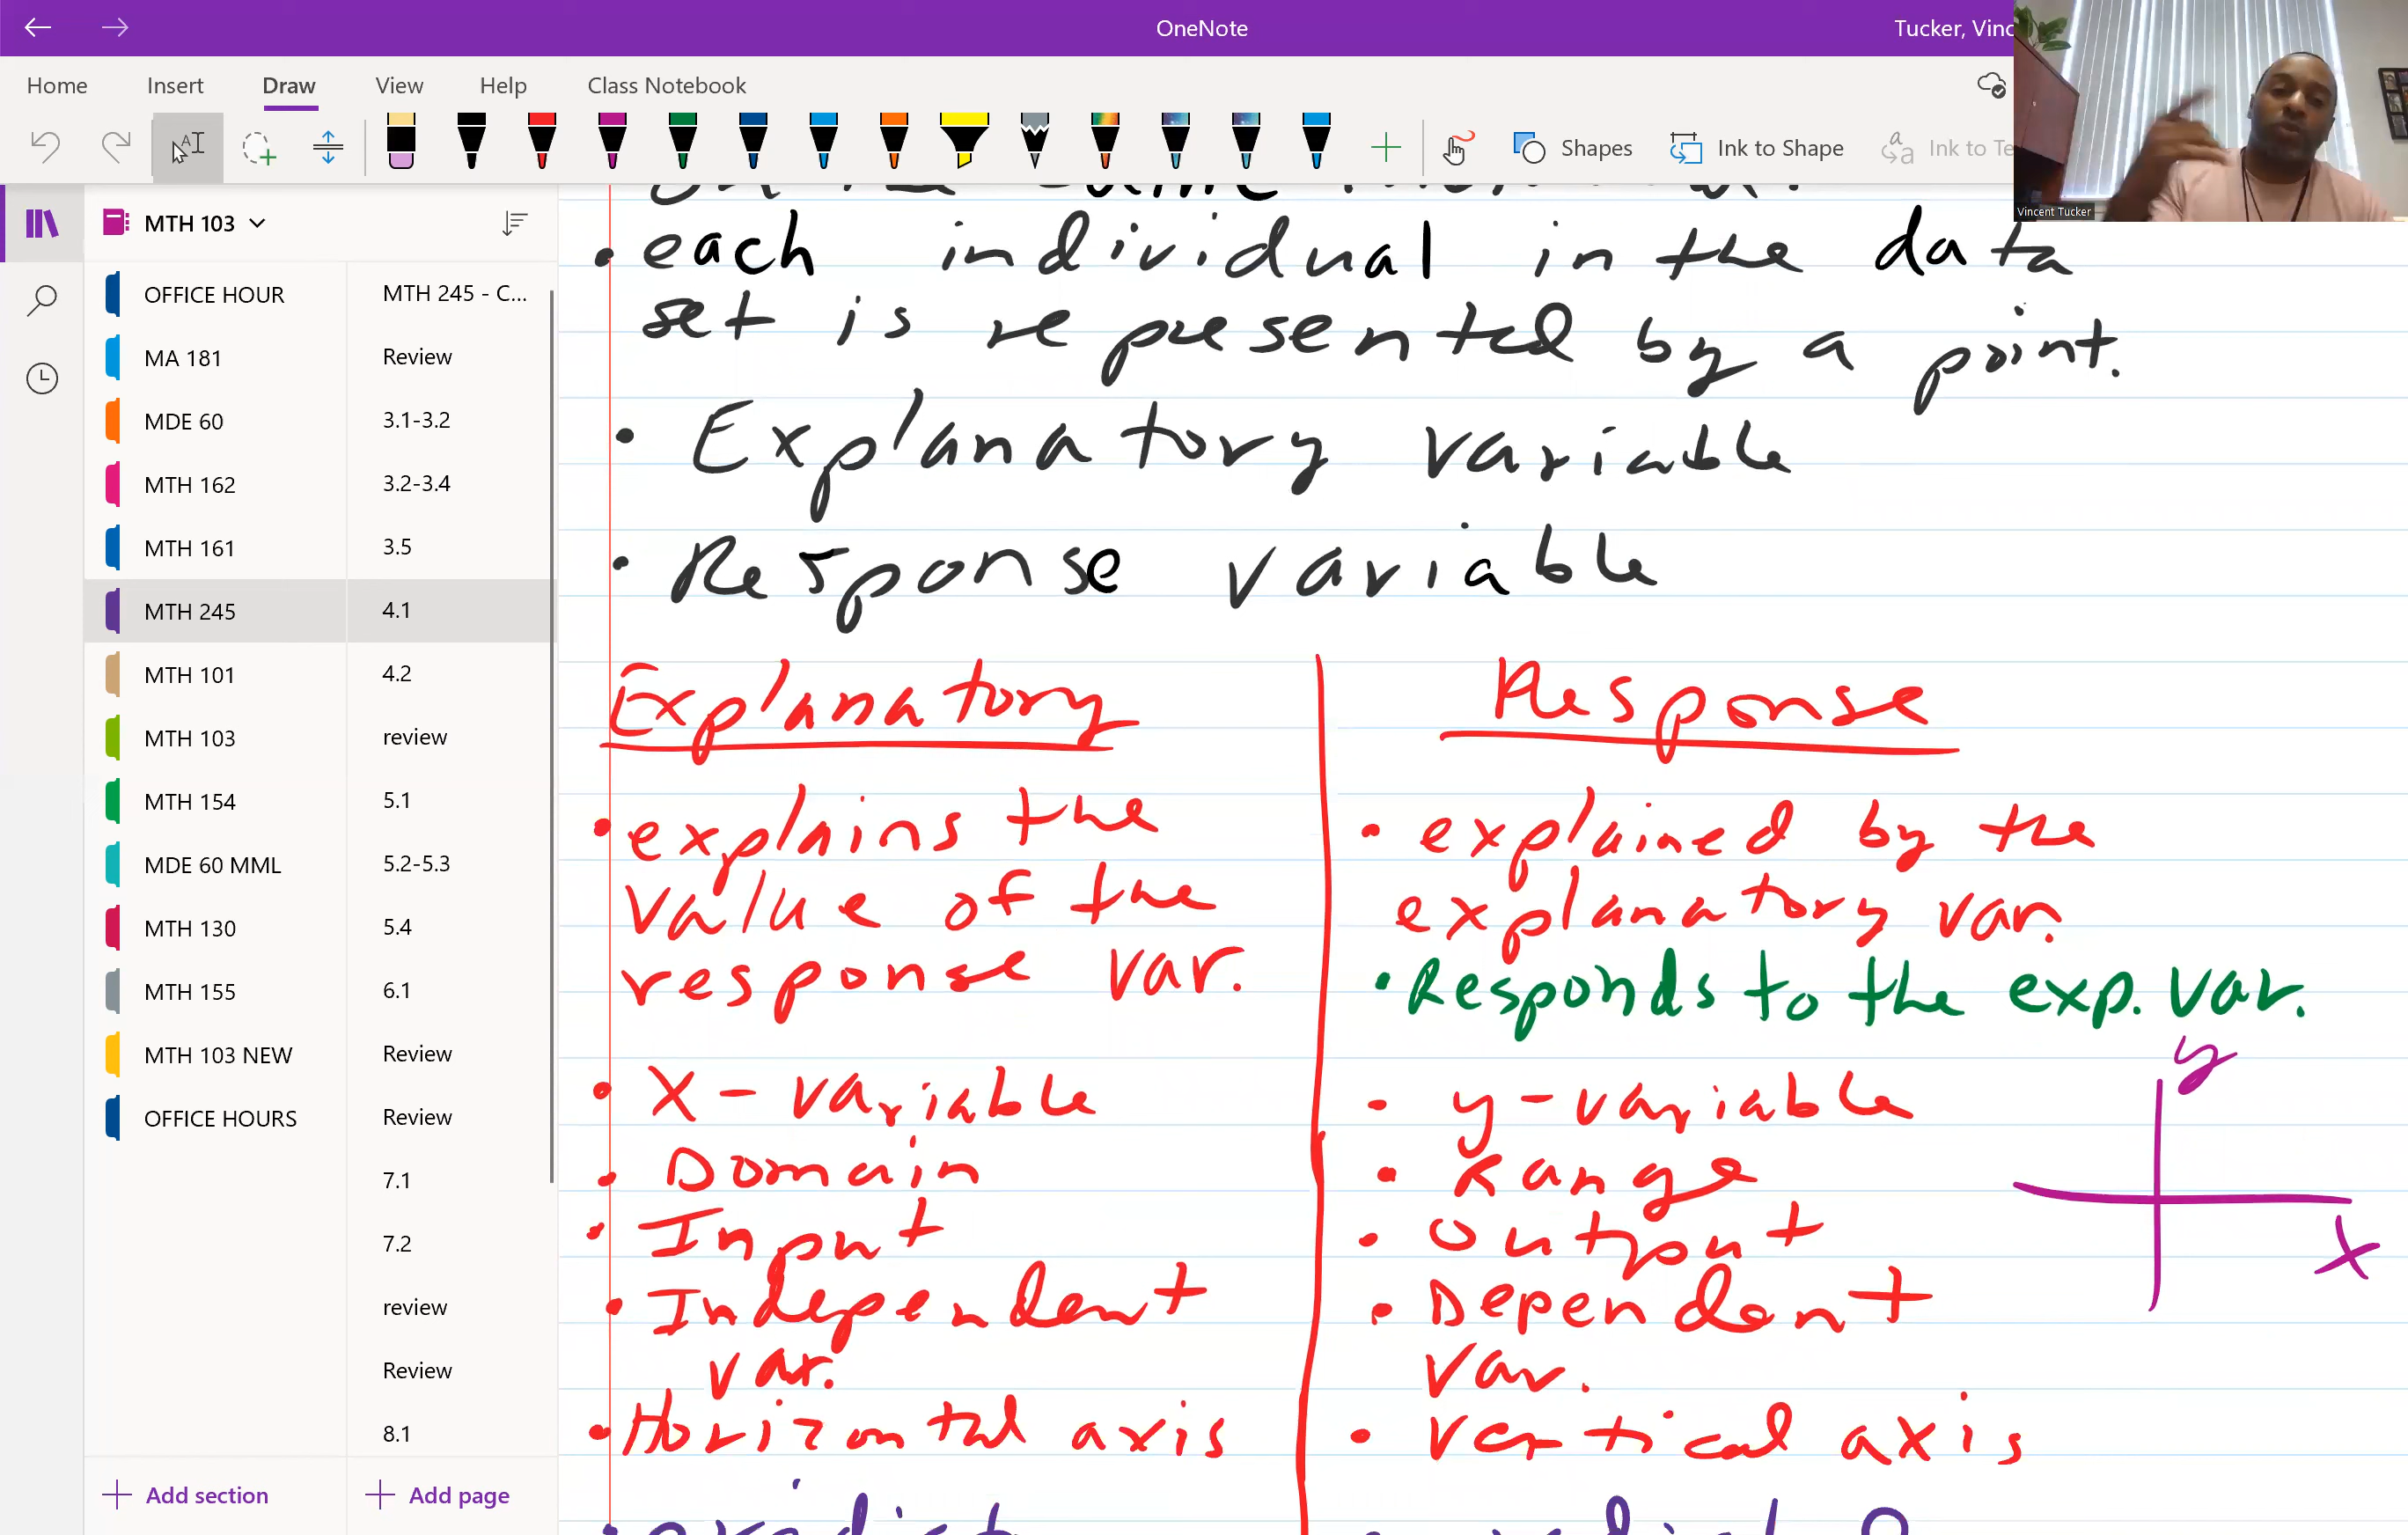 OneNote
Tucker, Vinc
Home Insert Draw View Help Class Notebook
Shapes Ink to Shape Ink to Te
Vincent Tucker
MTH 103
OFFICE HOUR
MA 181
MDE 60
MTH 162
MTH 161
MTH 245
MTH 101
MTH 103
MTH 154
MDE 60 MML
MTH 130
MTH 155
MTH 103 NEW
OFFICE HOURS
Add section
MTH 245 - C...
Review
3.1-3.2
3.2-3.4
3.5
4.1
4.2
review
5.1
5.2-5.3
5.4
6.1
Review
Review
7.1
7.2
review
Review
8.1
Add page
• each individual in the data
set is represented by a point.
• Explanatory variable
• Response variable
Explanatory
• explains the
value of the
response var.
• X - variable
• Domain
• Input
• Independent
var.
• Horizontal axis
Response
• explained by the
explanatory var.
• Responds to the exp. var.
• y - variable
• Range
• output
• Dependent
var.
• vertical axis
y
x